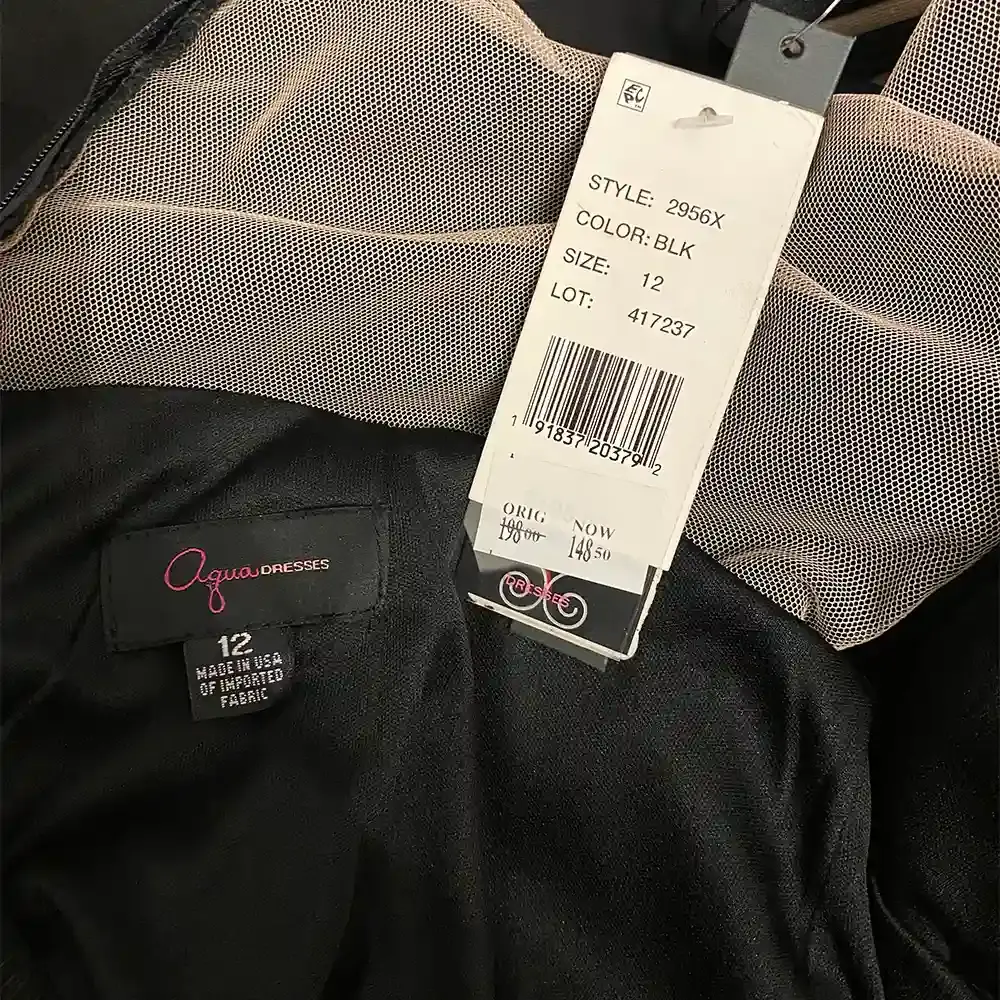 STYLE: 2956X
COLOR: BLK
SIZE: 12
LOT: 417237
1 91837 20379 2
ORIG NOW
198.00 148.50
DRESSES
Aqua DRESSES
12
MADE IN USA
OF IMPORTED
FABRIC